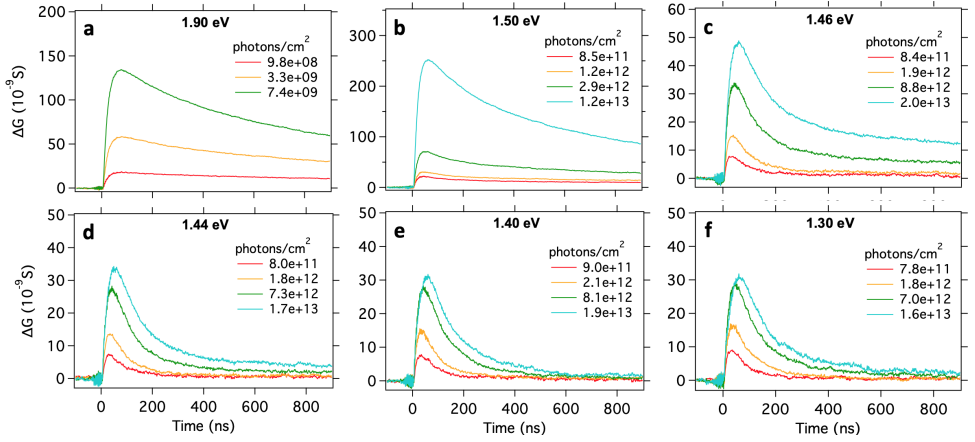 a
1.90 eV
photons/cm²
9.8e+08
3.3e+09
7.4e+09
200
150
100
50
0
ΔG (10⁻⁹S)
b
1.50 eV
photons/cm²
8.5e+11
1.2e+12
2.9e+12
1.2e+13
300
200
100
0
c
1.46 eV
photons/cm²
8.4e+11
1.9e+12
8.8e+12
2.0e+13
60
50
40
30
20
10
0
d
1.44 eV
photons/cm²
8.0e+11
1.8e+12
7.3e+12
1.7e+13
50
40
30
20
10
0
ΔG (10⁻⁹S)
0 200 400 600 800
Time (ns)
e
1.40 eV
photons/cm²
9.0e+11
2.1e+12
8.1e+12
1.9e+13
50
40
30
20
10
0
0 200 400 600 800
Time (ns)
f
1.30 eV
photons/cm²
7.8e+11
1.8e+12
7.0e+12
1.6e+13
50
40
30
20
10
0
0 200 400 600 800
Time (ns)